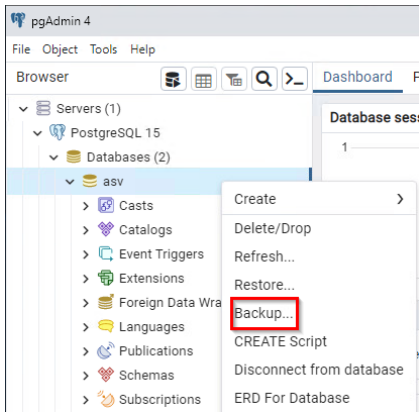 pgAdmin 4
File Object Tools Help
Browser
Dashboard
Servers (1)
Database ses
PostgreSQL 15
1
Databases (2)
asv
Casts
Create
Catalogs
Delete/Drop
Event Triggers
Refresh...
Extensions
Restore...
Foreign Data Wra
Backup...
Languages
CREATE Script
Publications
Disconnect from database
Schemas
ERD For Database
Subscriptions